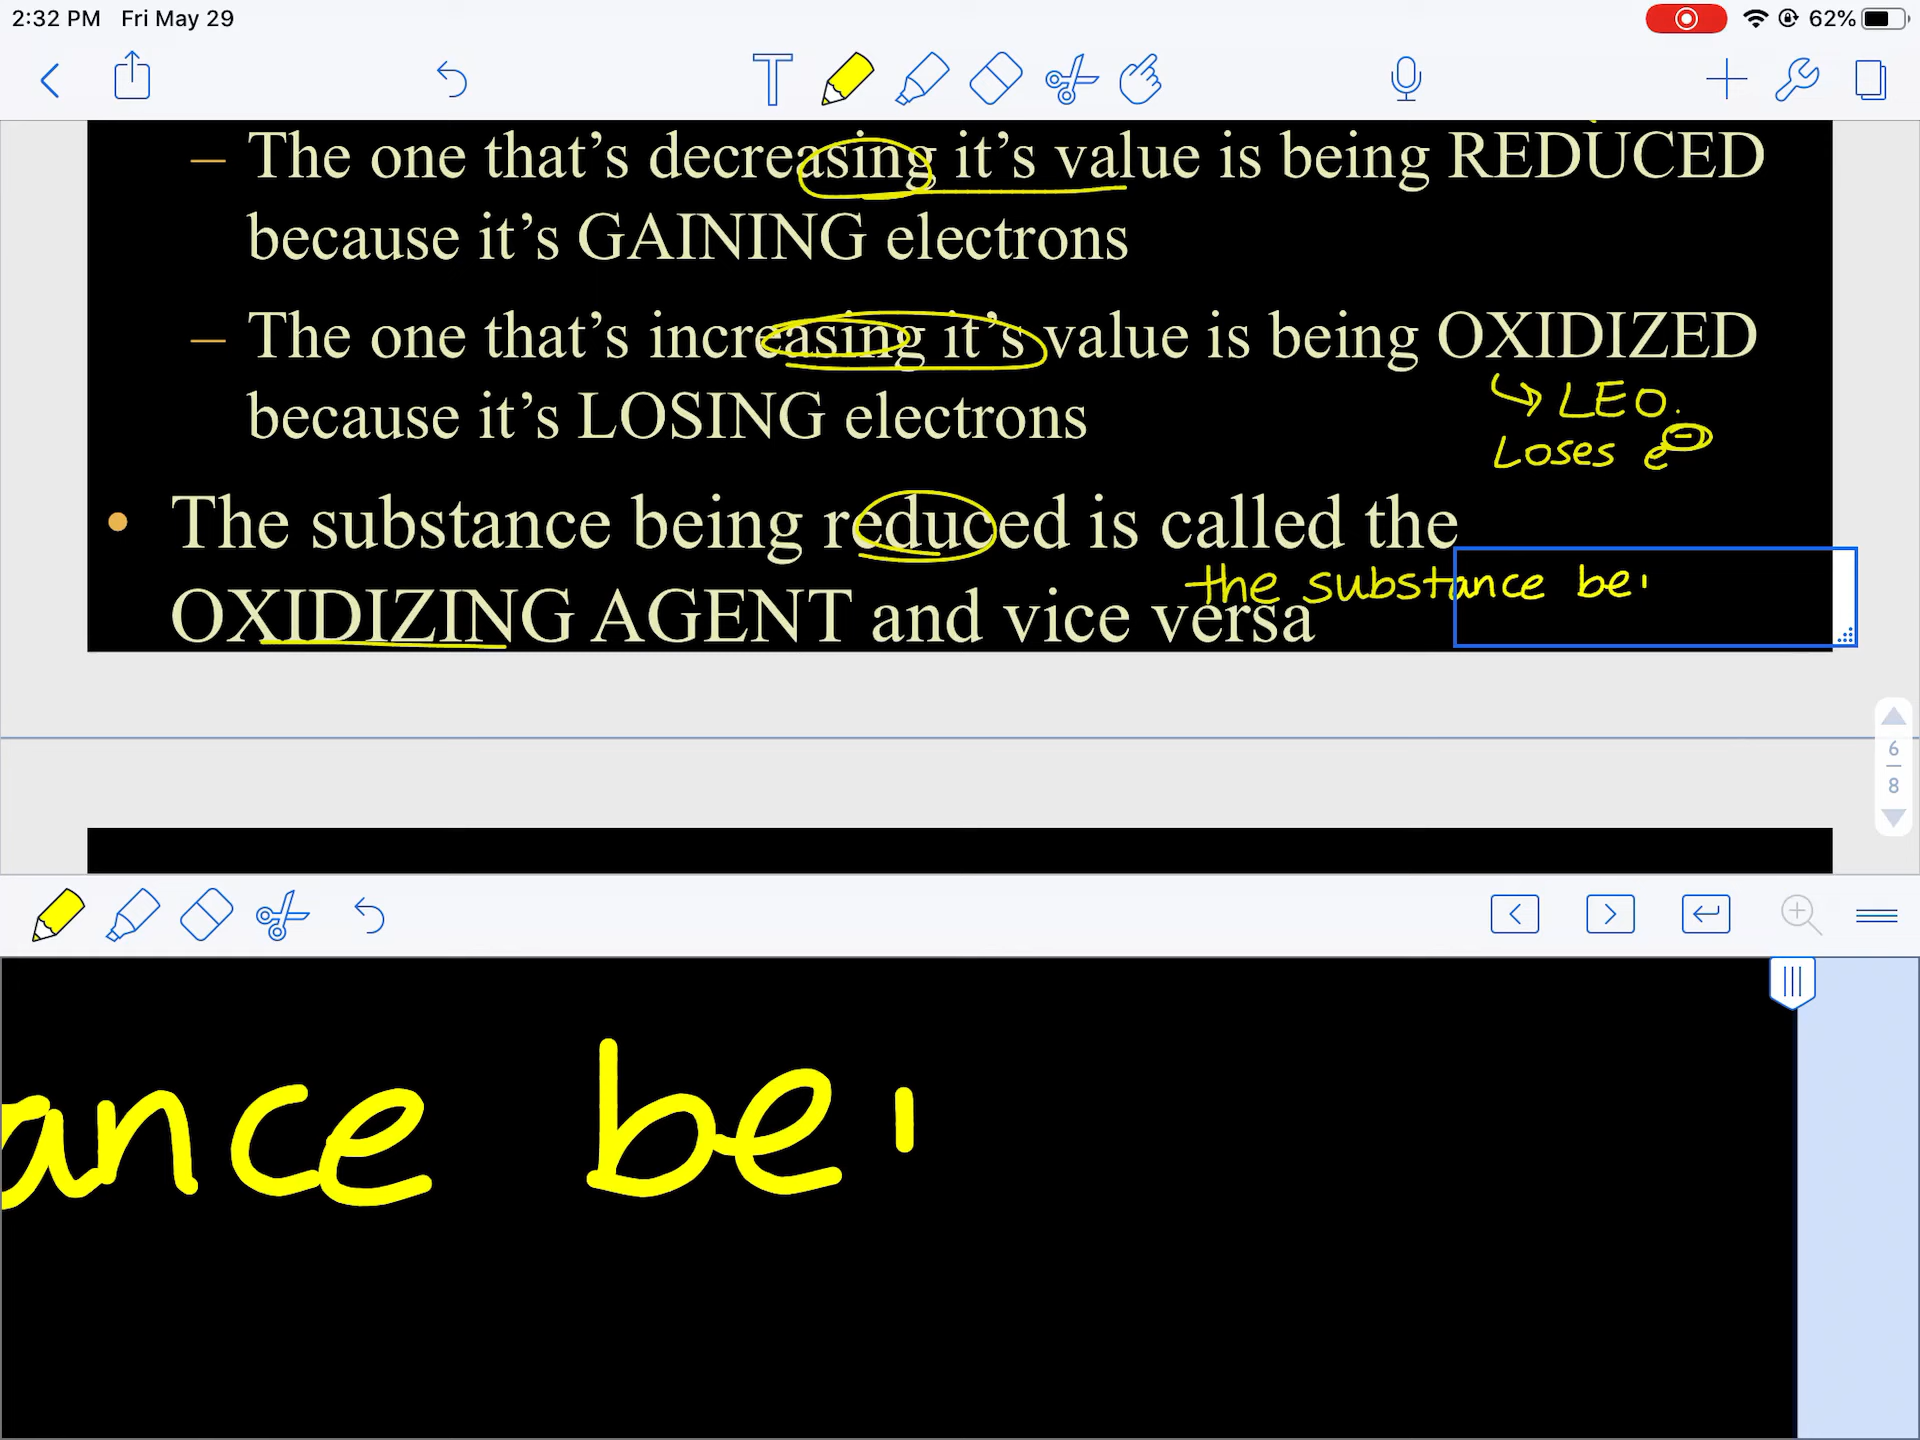 2:32 PM Fri May 29
62%
T
– The one that's decreasing it's value is being REDUCED
because it's GAINING electrons
– The one that's increasing it's value is being OXIDIZED
because it's LOSING electrons
↳ LEO.
Loses e⊖
• The substance being reduced is called the
OXIDIZING AGENT and vice versa
the substance bei
6
8
ance bei